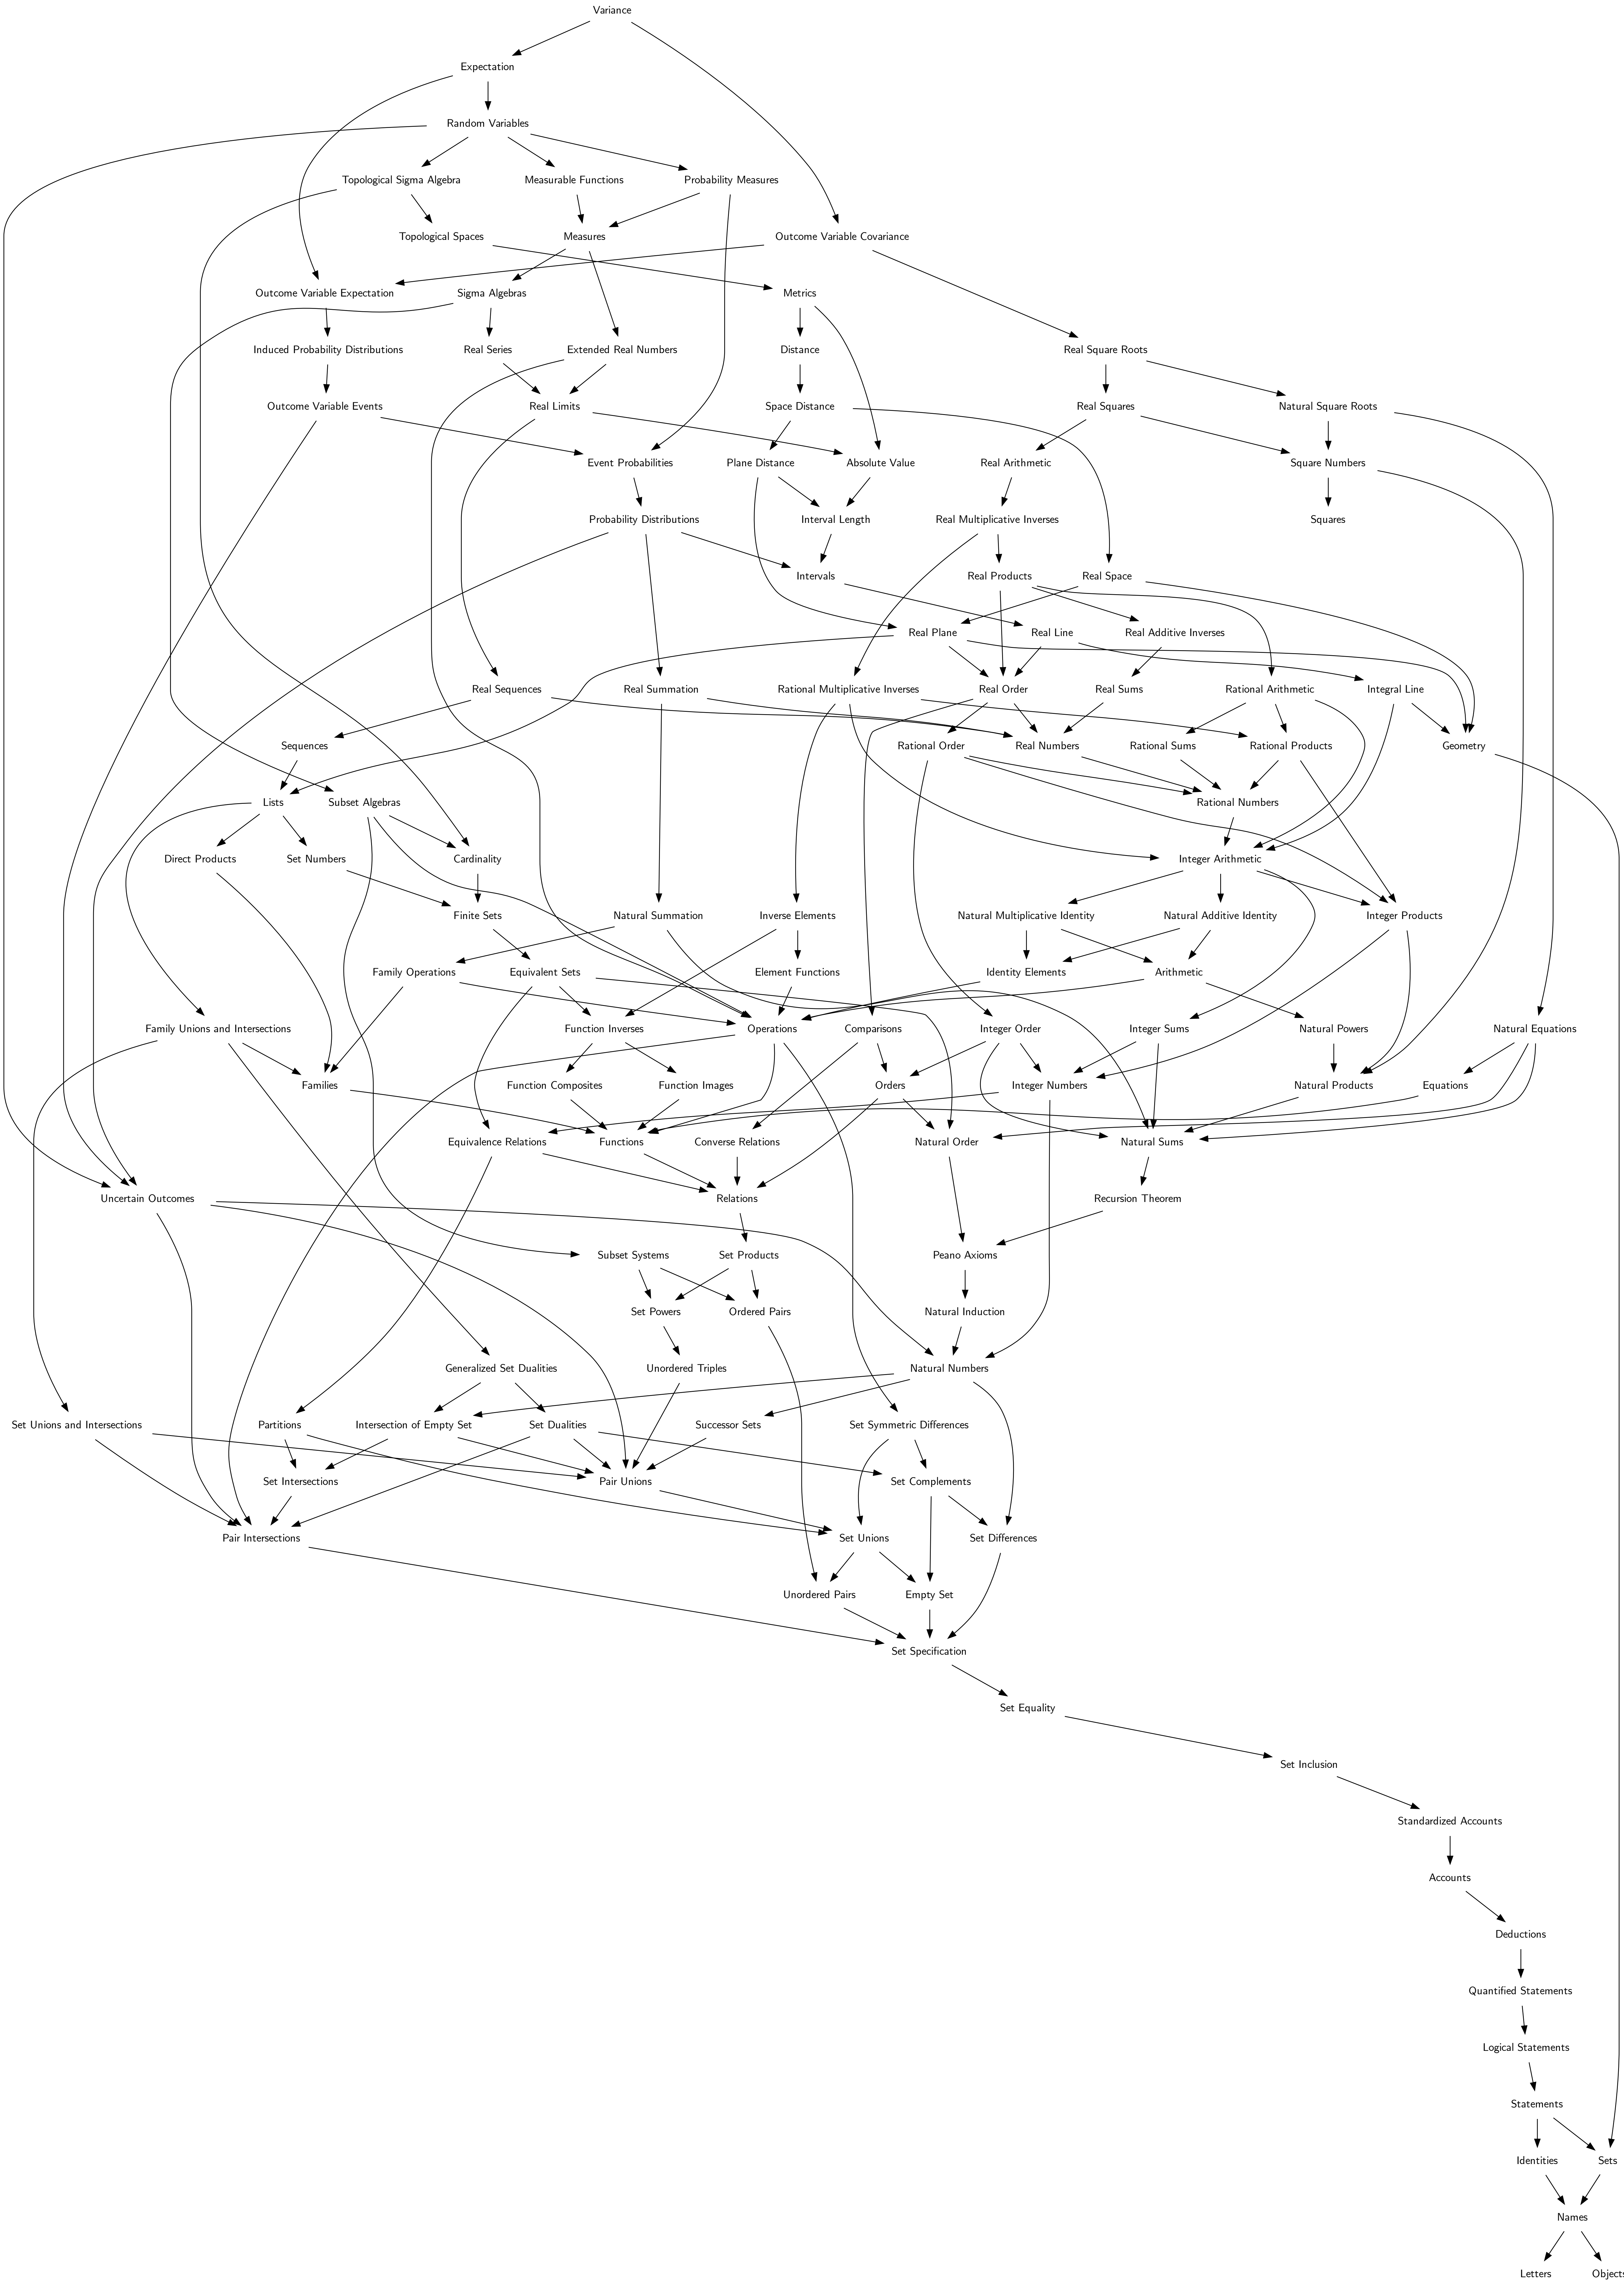 Variance
Expectation
Random Variables
Topological Sigma Algebra
Measurable Functions
Probability Measures
Topological Spaces
Measures
Outcome Variable Covariance
Outcome Variable Expectation
Sigma Algebras
Metrics
Induced Probability Distributions
Real Series
Extended Real Numbers
Distance
Real Square Roots
Outcome Variable Events
Real Limits
Space Distance
Real Squares
Natural Square Roots
Event Probabilities
Plane Distance
Absolute Value
Real Arithmetic
Square Numbers
Probability Distributions
Interval Length
Real Multiplicative Inverses
Squares
Intervals
Real Products
Real Space
Real Plane
Real Line
Real Additive Inverses
Real Sequences
Real Summation
Rational Multiplicative Inverses
Real Order
Real Sums
Rational Arithmetic
Integral Line
Sequences
Rational Order
Real Numbers
Rational Sums
Rational Products
Geometry
Lists
Subset Algebras
Rational Numbers
Direct Products
Set Numbers
Cardinality
Integer Arithmetic
Finite Sets
Natural Summation
Inverse Elements
Natural Multiplicative Identity
Natural Additive Identity
Integer Products
Family Operations
Equivalent Sets
Element Functions
Identity Elements
Arithmetic
Family Unions and Intersections
Function Inverses
Operations
Comparisons
Integer Order
Integer Sums
Natural Powers
Natural Equations
Families
Function Composites
Function Images
Orders
Integer Numbers
Natural Products
Equations
Equivalence Relations
Functions
Converse Relations
Natural Order
Natural Sums
Uncertain Outcomes
Relations
Recursion Theorem
Subset Systems
Set Products
Peano Axioms
Set Powers
Ordered Pairs
Natural Induction
Generalized Set Dualities
Unordered Triples
Natural Numbers
Set Unions and Intersections
Partitions
Intersection of Empty Set
Set Dualities
Successor Sets
Set Symmetric Differences
Set Intersections
Pair Unions
Set Complements
Pair Intersections
Set Unions
Set Differences
Unordered Pairs
Empty Set
Set Specification
Set Equality
Set Inclusion
Standardized Accounts
Accounts
Deductions
Quantified Statements
Logical Statements
Statements
Identities
Sets
Names
Letters
Objects